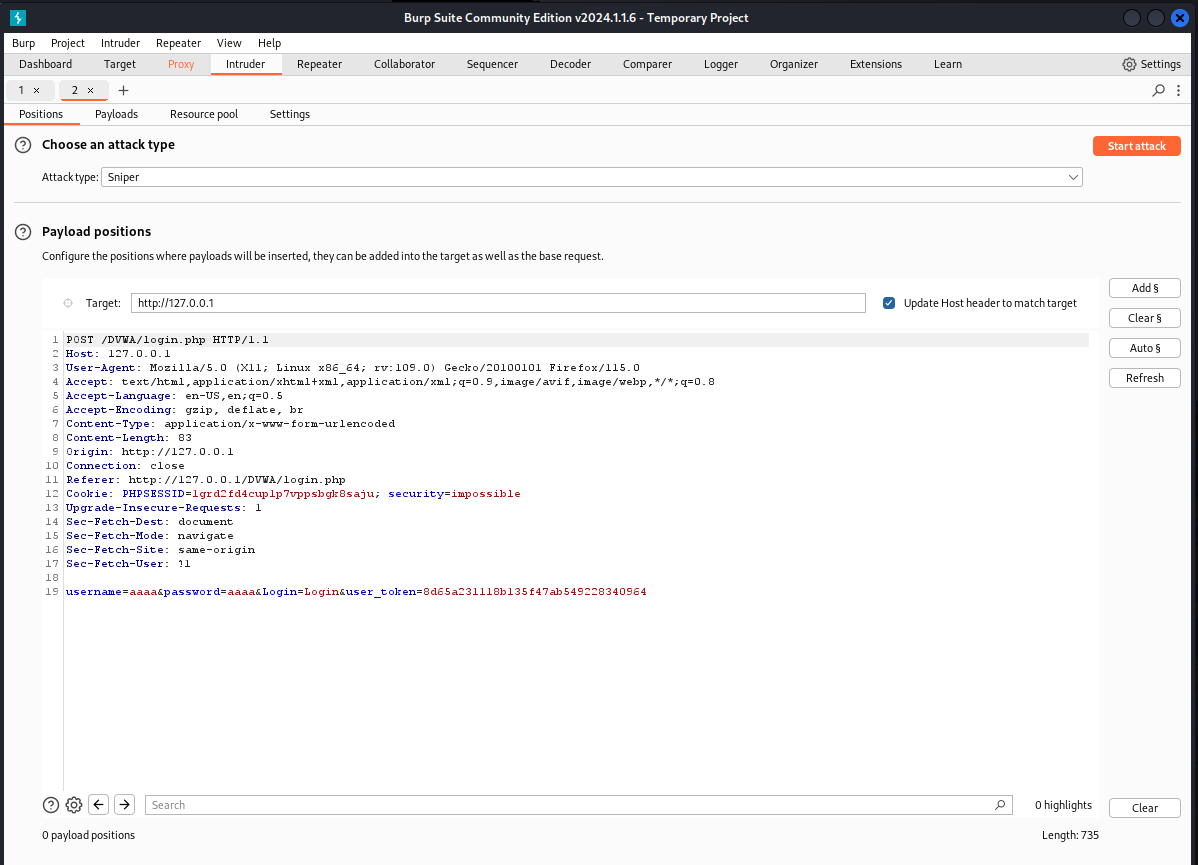 Burp Suite Community Edition v2024.1.1.6 - Temporary Project
Burp Project Intruder Repeater View Help
Dashboard Target Proxy Intruder Repeater Collaborator Sequencer Decoder Comparer Logger Organizer Extensions Learn Settings
1 × 2 × +
Positions Payloads Resource pool Settings
Choose an attack type
Start attack
Attack type: Sniper
Payload positions
Configure the positions where payloads will be inserted, they can be added into the target as well as the base request.
Target: http://127.0.0.1 Update Host header to match target
Add §
Clear §
Auto §
Refresh
1 POST /DVWA/login.php HTTP/1.1
2 Host: 127.0.0.1
3 User-Agent: Mozilla/5.0 (X11; Linux x86_64; rv:109.0) Gecko/20100101 Firefox/115.0
4 Accept: text/html,application/xhtml+xml,application/xml;q=0.9,image/avif,image/webp,*/*;q=0.8
5 Accept-Language: en-US,en;q=0.5
6 Accept-Encoding: gzip, deflate, br
7 Content-Type: application/x-www-form-urlencoded
8 Content-Length: 83
9 Origin: http://127.0.0.1
10 Connection: close
11 Referer: http://127.0.0.1/DVWA/login.php
12 Cookie: PHPSESSID=1grd2fd4cup1p7vppsbgk8saju; security=impossible
13 Upgrade-Insecure-Requests: 1
14 Sec-Fetch-Dest: document
15 Sec-Fetch-Mode: navigate
16 Sec-Fetch-Site: same-origin
17 Sec-Fetch-User: ?1
18
19 username=aaaa&password=aaaa&Login=Login&user_token=8d65a231118b135f47ab549228340964
Search
0 highlights
Clear
0 payload positions
Length: 735